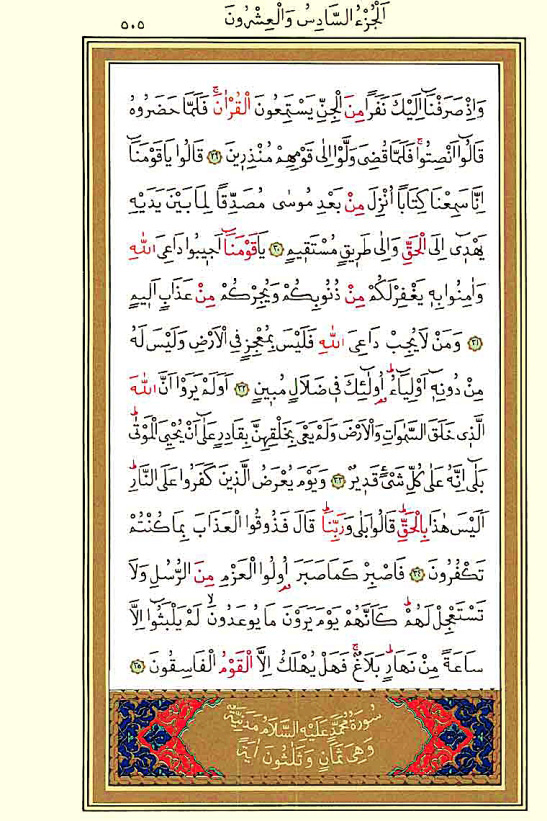 اَلْجُزْءُ السَّادِسُ وَالْعِشْرُونَ
٥٠٥
وَاِذْ صَرَفْنَٓا اِلَيْكَ نَفَرًا مِنَ الْجِنِّ يَسْتَمِعُونَ الْقُرْاٰنَۚ فَلَمَّا حَضَرُوهُ
قَالُٓوا اَنْصِتُواۚ فَلَمَّا قُضِيَ وَلَّوْا اِلٰى قَوْمِهِمْ مُنْذِرِينَ ﴿٢٩﴾ قَالُوا يَا قَوْمَنَٓا
اِنَّا سَمِعْنَا كِتَابًا اُنْزِلَ مِنْ بَعْدِ مُوسٰى مُصَدِّقًا لِمَا بَيْنَ يَدَيْهِ
يَهْدِٓي اِلَى الْحَقِّ وَاِلٰى طَرِيقٍ مُسْتَقِيمٍ ﴿٣٠﴾ يَا قَوْمَنَٓا اَجِيبُوا دَاعِيَ اللّٰهِ
وَاٰمِنُوا بِهِ يَغْفِرْ لَكُمْ مِنْ ذُنُوبِكُمْ وَيُجِرْكُمْ مِنْ عَذَابٍ اَلِيمٍ
﴿٣١﴾ وَمَنْ لَا يُجِبْ دَاعِيَ اللّٰهِ فَلَيْسَ بِمُعْجِزٍ فِي الْاَرْضِ وَلَيْسَ لَهُ
مِنْ دُونِهِٓ اَوْلِيَٓاءُۜ اُو۬لٰٓئِكَ فِي ضَلَالٍ مُبِينٍ ﴿٣٢﴾ اَوَلَمْ يَرَوْا اَنَّ اللّٰهَ
الَّذِي خَلَقَ السَّمٰوَاتِ وَالْاَرْضَ وَلَمْ يَعْيَ بِخَلْقِهِنَّ بِقَادِرٍ عَلٰٓى اَنْ يُحْيِيَ الْمَوْتٰىۜ
بَلٰٓى اِنَّهُ عَلٰى كُلِّ شَيْءٍ قَدِيرٌ ﴿٣٣﴾ وَيَوْمَ يُعْرَضُ الَّذِينَ كَفَرُوا عَلَى النَّارِۜ
اَلَيْسَ هٰذَا بِالْحَقِّۜ قَالُوا بَلٰى وَرَبِّنَاۜ قَالَ فَذُوقُوا الْعَذَابَ بِمَا كُنْتُمْ
تَكْفُرُونَ ﴿٣٤﴾ فَاصْبِرْ كَمَا صَبَرَ اُو۬لُوا الْعَزْمِ مِنَ الرُّسُلِ وَلَا
تَسْتَعْجِلْ لَهُمْۜ كَاَنَّهُمْ يَوْمَ يَرَوْنَ مَا يُوعَدُونَۙ لَمْ يَلْبَثُٓوا اِلَّا
سَاعَةً مِنْ نَهَارٍۜ بَلَاغٌۚ فَهَلْ يُهْلَكُ اِلَّا الْقَوْمُ الْفَاسِقُونَ ﴿٣٥﴾
سُورَةُ مُحَمَّدٍ عَلَيْهِ السَّلَامُ مَدَنِيَّةٌ
وَهِيَ ثَمَانٍ وَثَلٰثُونَ اٰيَةً